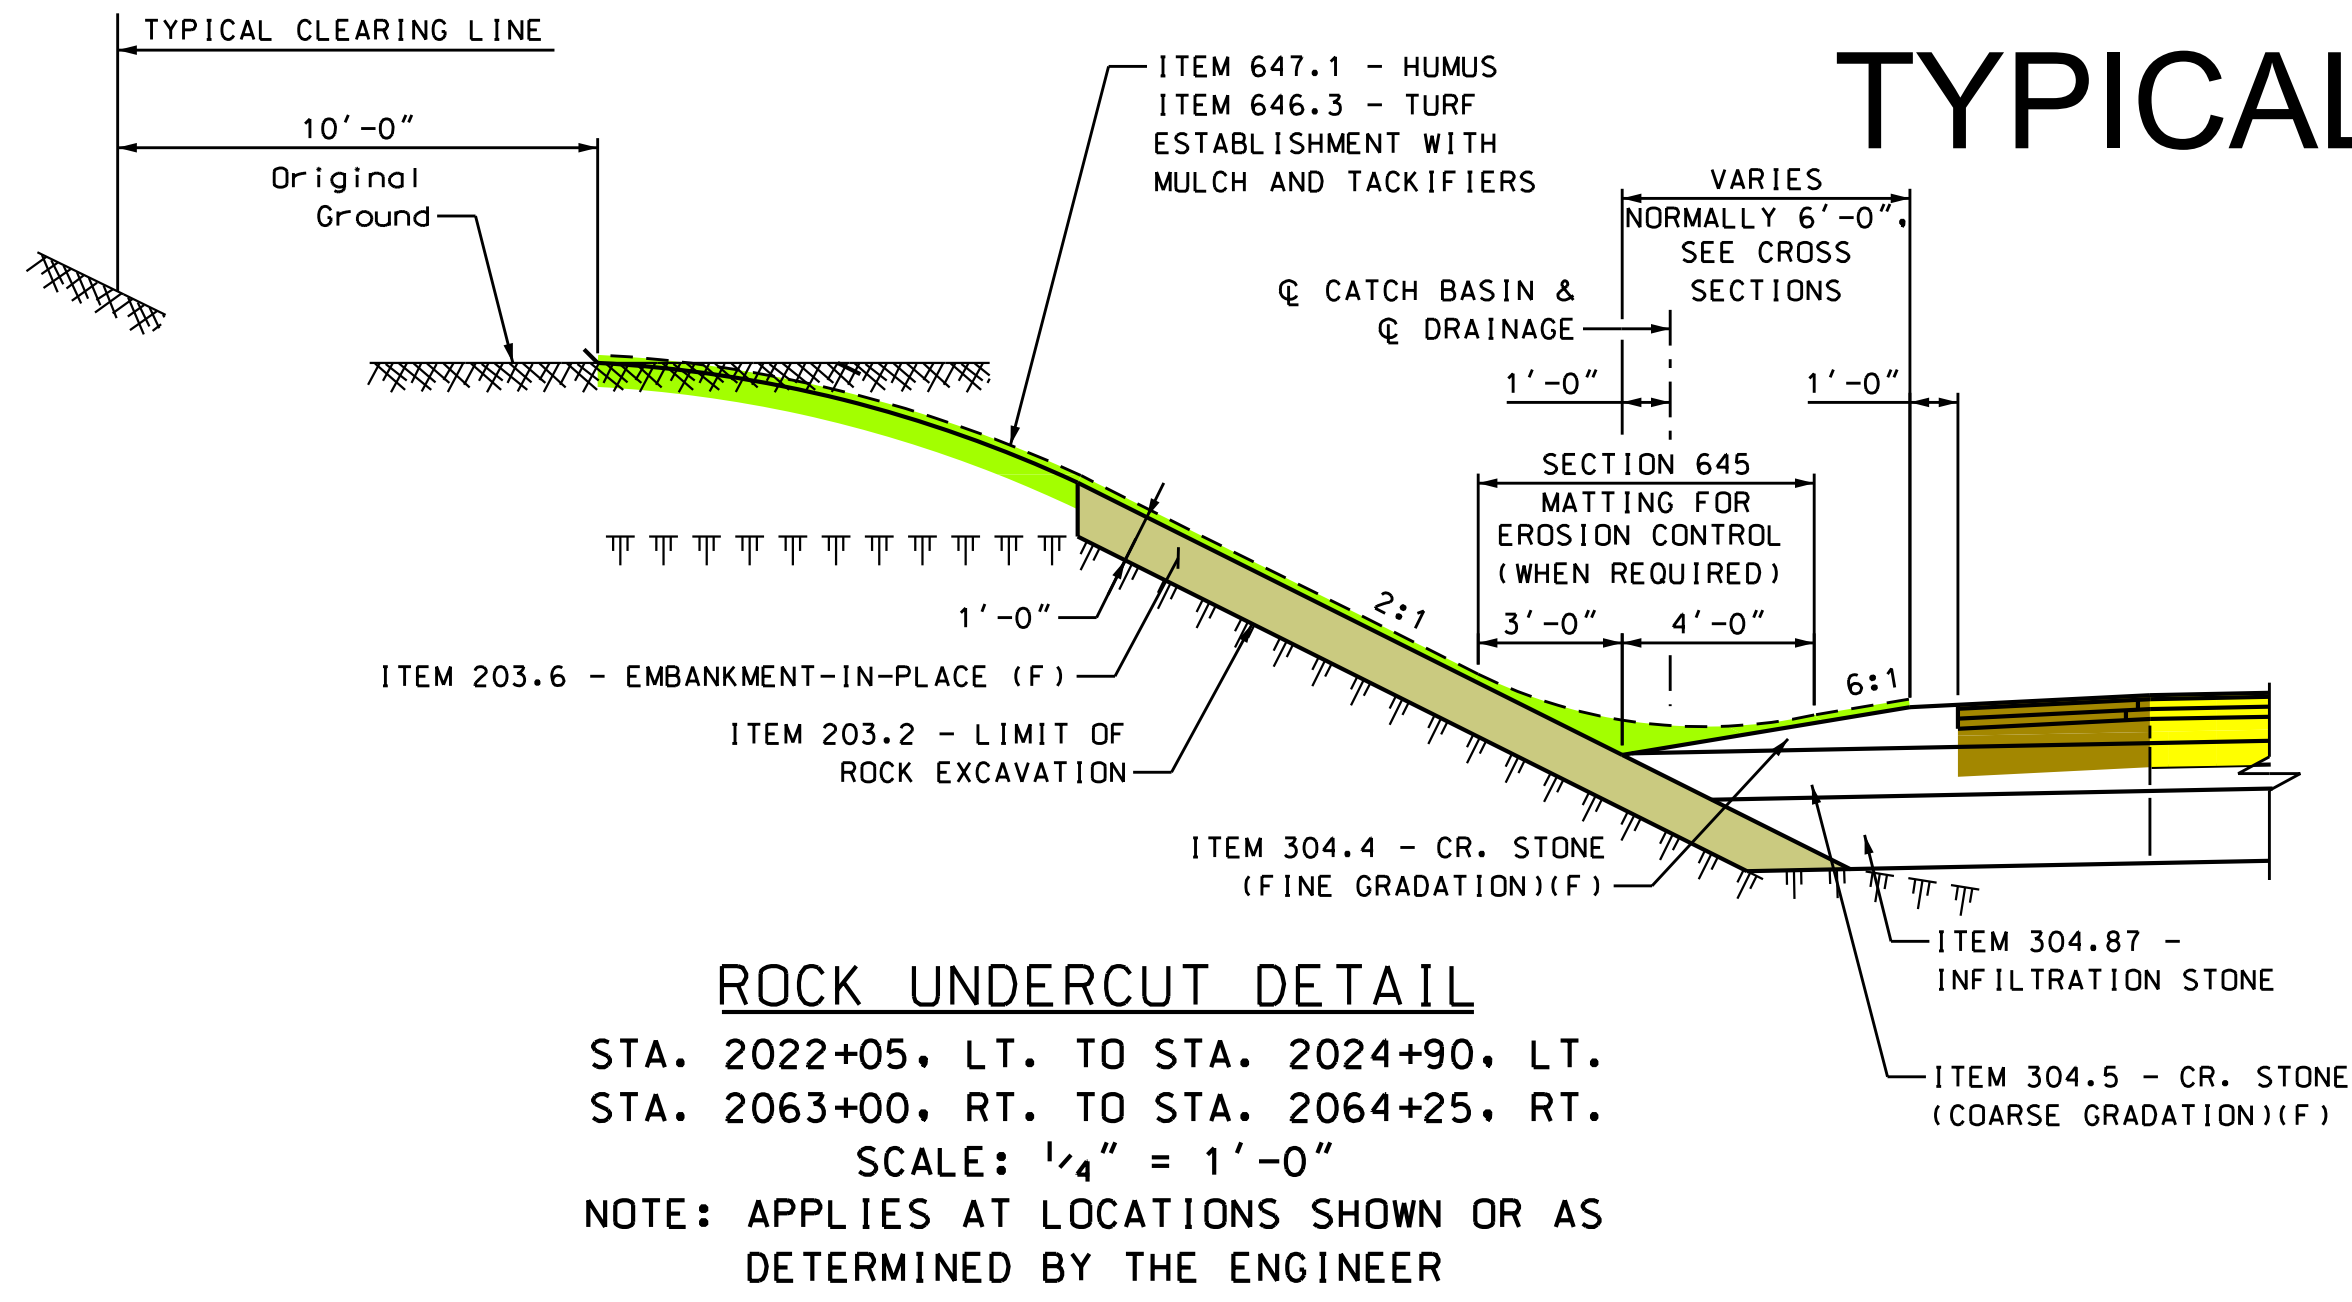 TYPICAL CLEARING LINE
10'-0"
Original
Ground
ITEM 647.1 - HUMUS
ITEM 646.3 - TURF
ESTABLISHMENT WITH
MULCH AND TACKIFIERS
TYPICAL
VARIES
NORMALLY 6'-0",
SEE CROSS
SECTIONS
℄ CATCH BASIN &
℄ DRAINAGE
1'-0"
1'-0"
SECTION 645
MATTING FOR
EROSION CONTROL
(WHEN REQUIRED)
3'-0"
4'-0"
2:1
6:1
1'-0"
ITEM 203.6 - EMBANKMENT-IN-PLACE (F)
ITEM 203.2 - LIMIT OF
ROCK EXCAVATION
ITEM 304.4 - CR. STONE
(FINE GRADATION)(F)
ITEM 304.87 -
INFILTRATION STONE
ITEM 304.5 - CR. STONE
(COARSE GRADATION)(F)
ROCK UNDERCUT DETAIL
STA. 2022+05, LT. TO STA. 2024+90, LT.
STA. 2063+00, RT. TO STA. 2064+25, RT.
SCALE: 1/4" = 1'-0"
NOTE: APPLIES AT LOCATIONS SHOWN OR AS
DETERMINED BY THE ENGINEER